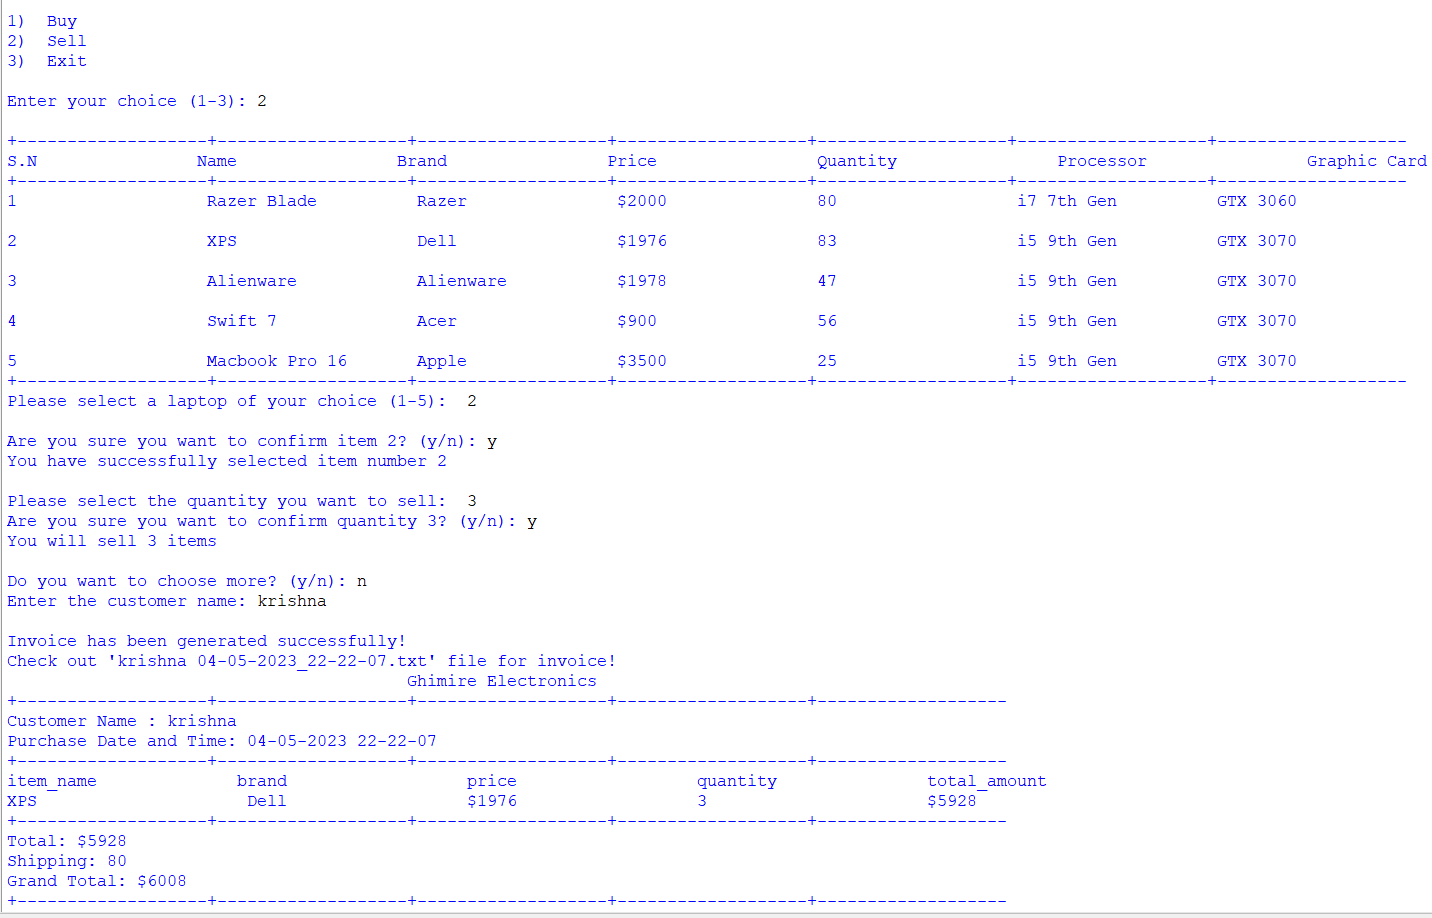 1)  Buy
2)  Sell
3)  Exit
Enter your choice (1-3): 2
+-------------------+-------------------+-------------------+-------------------+-------------------+-------------------+-------------------
S.N                Name                Brand                Price                Quantity                Processor                Graphic Card
+-------------------+-------------------+-------------------+-------------------+-------------------+-------------------+-------------------
1                   Razer Blade          Razer               $2000               80                  i7 7th Gen          GTX 3060
2                   XPS                  Dell                $1976               83                  i5 9th Gen          GTX 3070
3                   Alienware            Alienware           $1978               47                  i5 9th Gen          GTX 3070
4                   Swift 7              Acer                $900                56                  i5 9th Gen          GTX 3070
5                   Macbook Pro 16       Apple               $3500               25                  i5 9th Gen          GTX 3070
+-------------------+-------------------+-------------------+-------------------+-------------------+-------------------+-------------------
Please select a laptop of your choice (1-5):  2
Are you sure you want to confirm item 2? (y/n): y
You have successfully selected item number 2
Please select the quantity you want to sell:  3
Are you sure you want to confirm quantity 3? (y/n): y
You will sell 3 items
Do you want to choose more? (y/n): n
Enter the customer name: krishna
Invoice has been generated successfully!
Check out 'krishna 04-05-2023_22-22-07.txt' file for invoice!
                                        Ghimire Electronics
+-------------------+-------------------+-------------------+-------------------+-------------------
Customer Name : krishna
Purchase Date and Time: 04-05-2023 22-22-07
+-------------------+-------------------+-------------------+-------------------+-------------------
item_name              brand                  price                  quantity               total_amount
XPS                     Dell                  $1976                  3                      $5928
+-------------------+-------------------+-------------------+-------------------+-------------------
Total: $5928
Shipping: 80
Grand Total: $6008
+-------------------+-------------------+-------------------+-------------------+-------------------